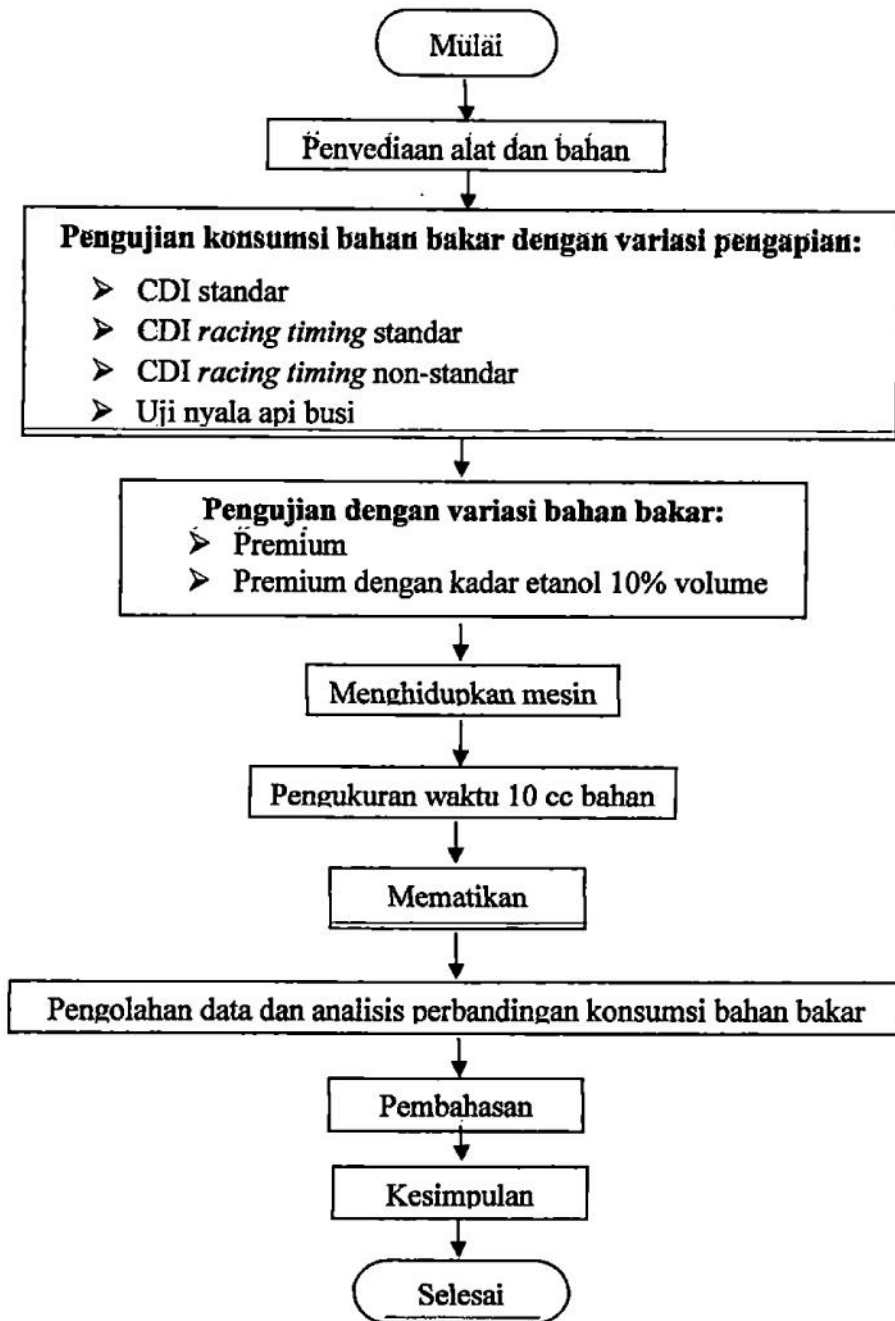 Mulai
Penyediaan alat dan bahan
Pengujian konsumsi bahan bakar dengan variasi pengapian:
➤ CDI standar
➤ CDI racing timing standar
➤ CDI racing timing non-standar
➤ Uji nyala api busi
Pengujian dengan variasi bahan bakar:
➤ Premium
➤ Premium dengan kadar etanol 10% volume
Menghidupkan mesin
Pengukuran waktu 10 cc bahan
Mematikan
Pengolahan data dan analisis perbandingan konsumsi bahan bakar
Pembahasan
Kesimpulan
Selesai